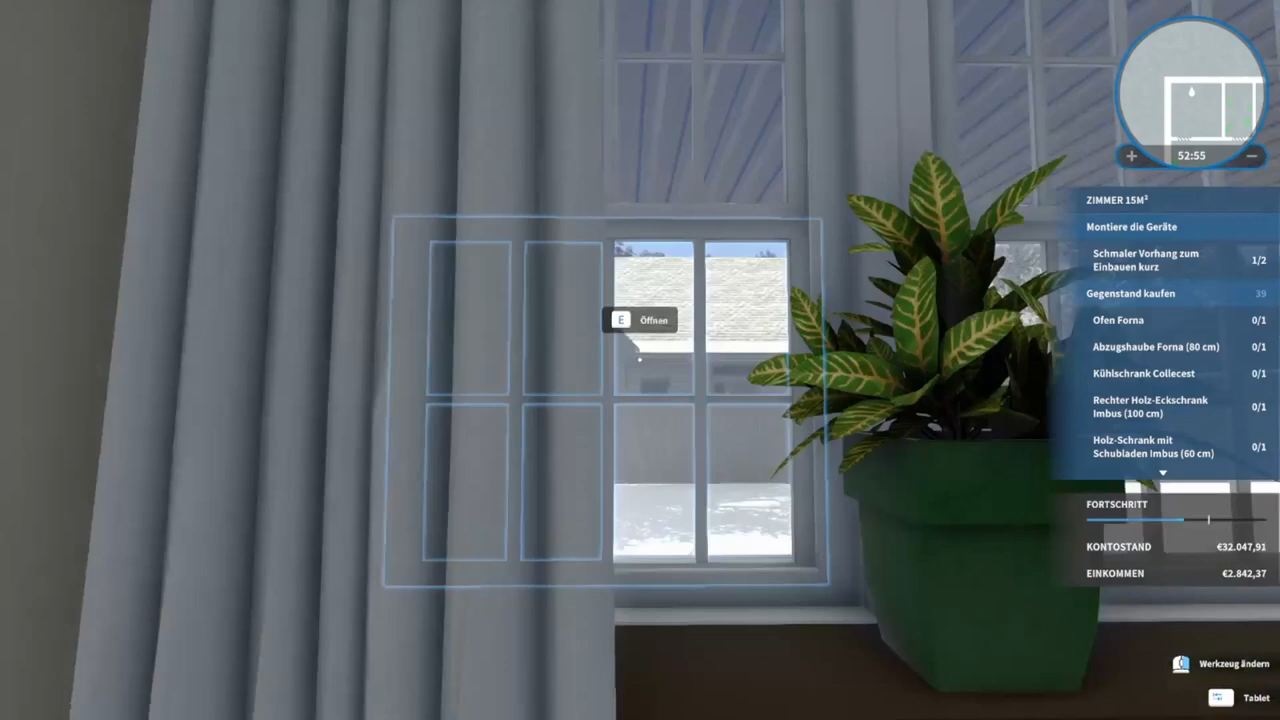 52:55
ZIMMER 15M²
Montiere die Geräte
Schmaler Vorhang zum
Einbauen kurz 1/2
Gegenstand kaufen 39
Ofen Forna 0/1
Abzugshaube Forna (80 cm) 0/1
Kühlschrank Collecest 0/1
Rechter Holz-Eckschrank
Imbus (100 cm) 0/1
Holz-Schrank mit
Schubladen Imbus (60 cm) 0/1
E Öffnen
FORTSCHRITT
KONTOSTAND €32.047,91
EINKOMMEN €2.842,37
Werkzeug ändern
Tablet